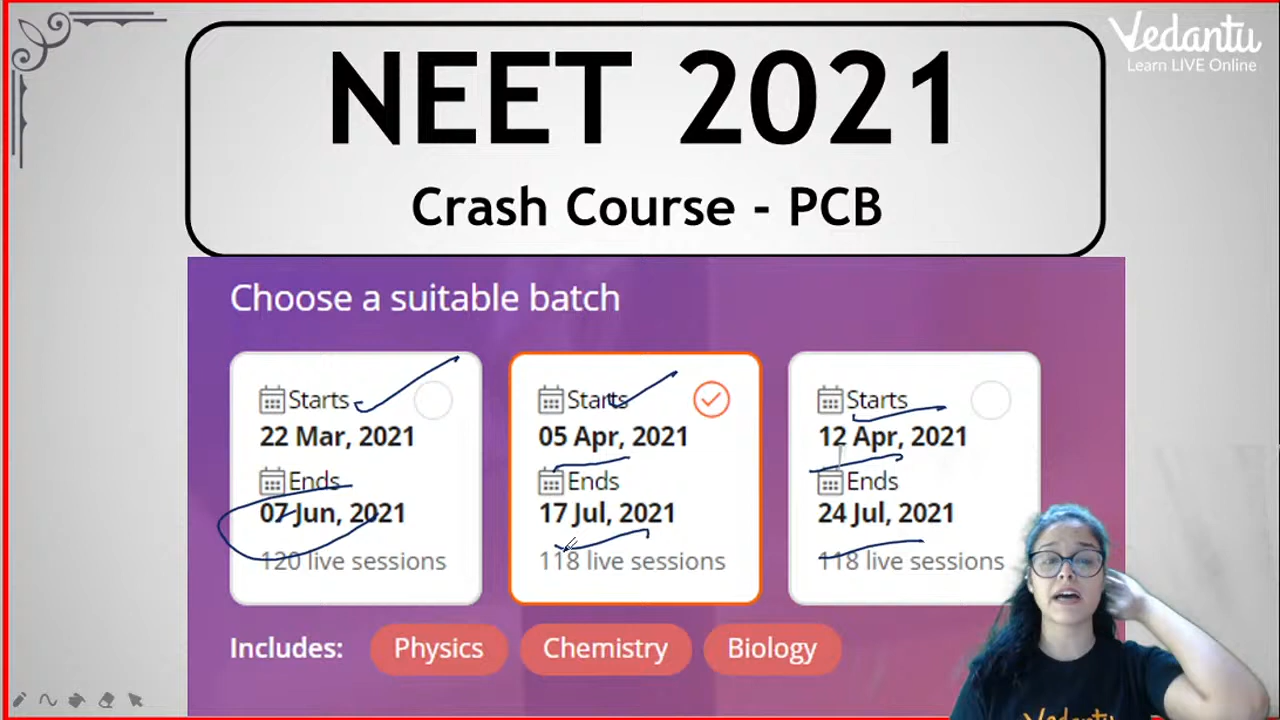 NEET 2021
Crash Course - PCB
Vedantu
Learn LIVE Online
Choose a suitable batch
Starts
22 Mar, 2021
Ends
07 Jun, 2021
120 live sessions
Starts
05 Apr, 2021
Ends
17 Jul, 2021
118 live sessions
Starts
12 Apr, 2021
Ends
24 Jul, 2021
118 live sessions
Includes: Physics Chemistry Biology